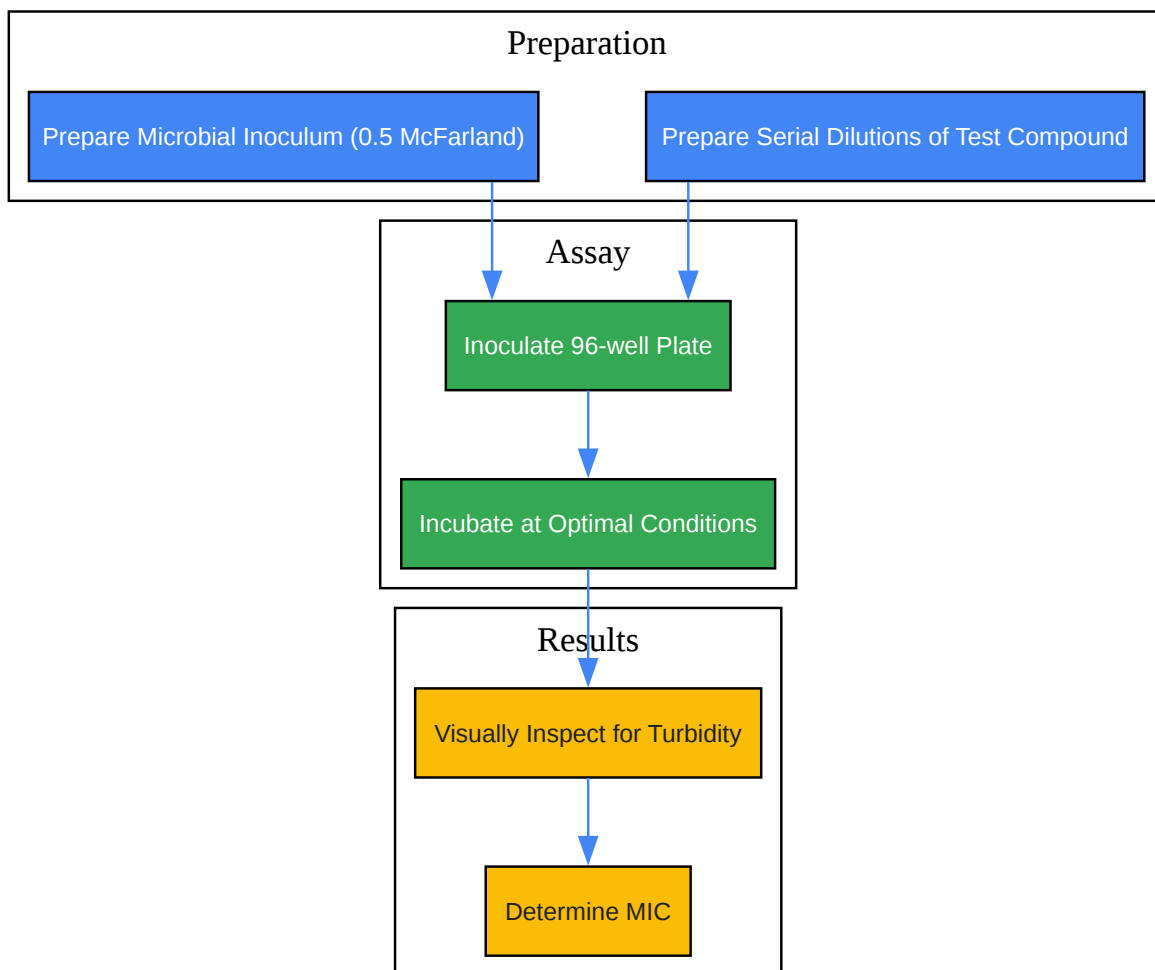 Preparation
Prepare Microbial Inoculum (0.5 McFarland)
Prepare Serial Dilutions of Test Compound
Assay
Inoculate 96-well Plate
Incubate at Optimal Conditions
Results
Visually Inspect for Turbidity
Determine MIC